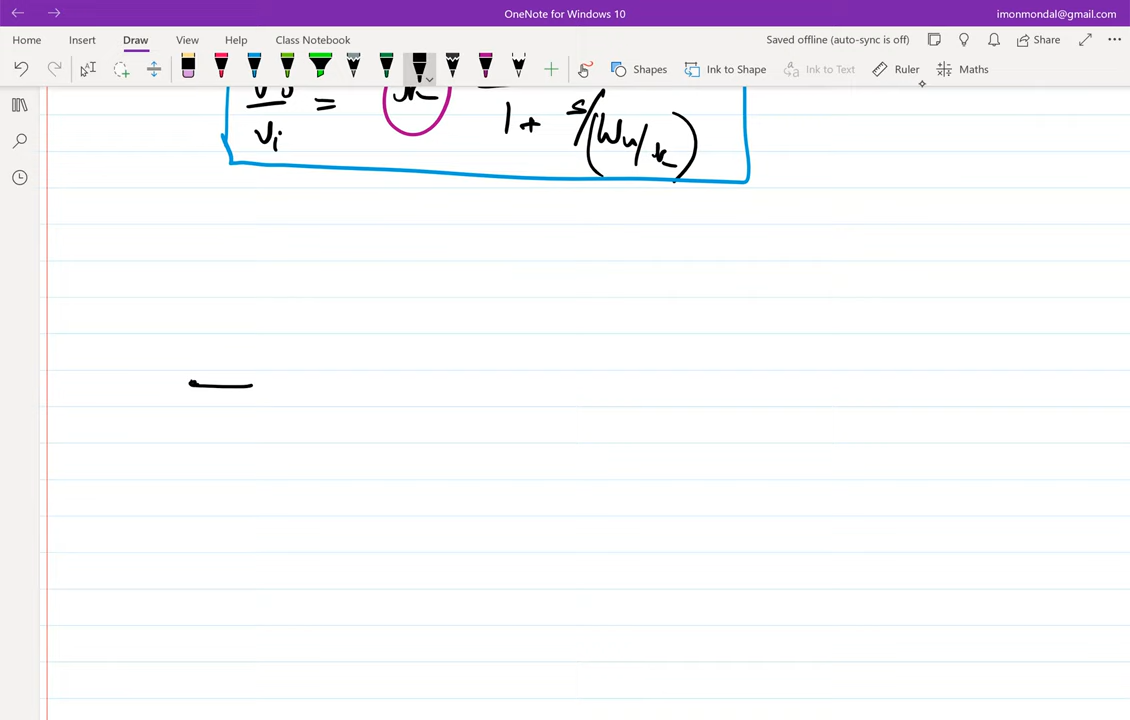 OneNote for Windows 10
imonmondal@gmail.com
Home Insert Draw View Help Class Notebook
Saved offline (auto-sync is off) Share
Shapes Ink to Shape Ink to Text Ruler Maths
vi = k
1 + s/(ωu/k)